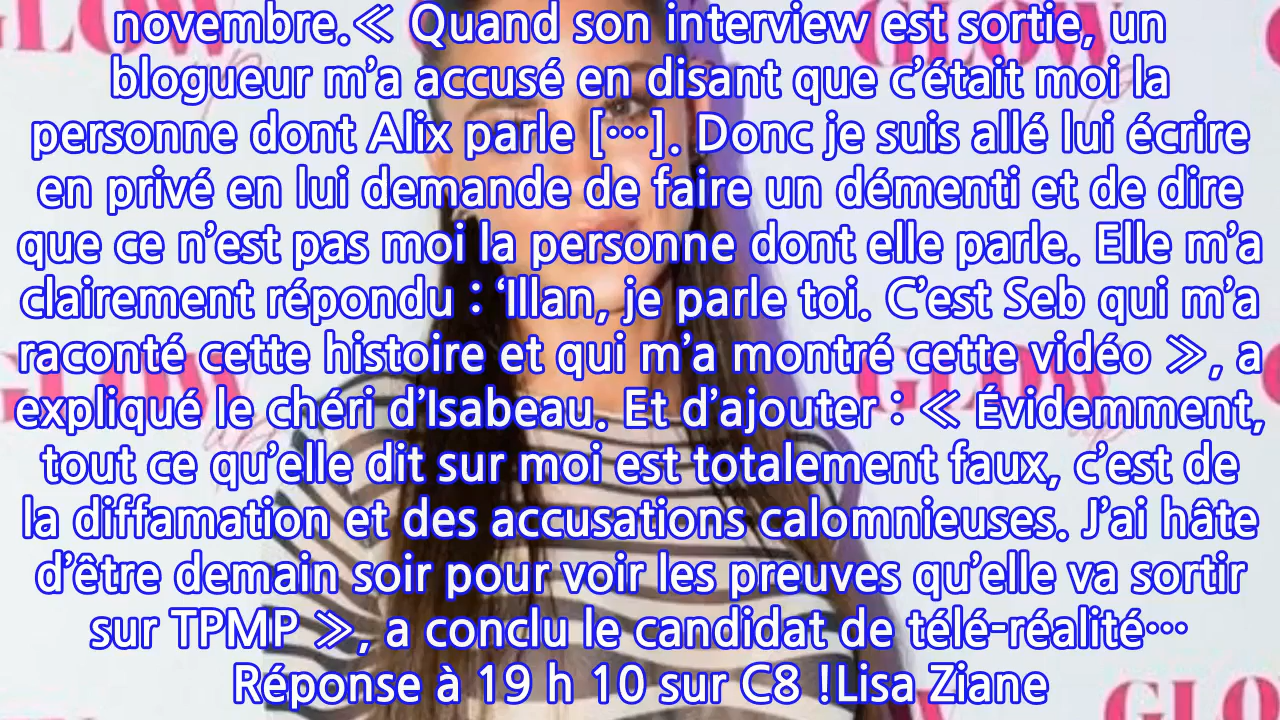 novembre.≪ Quand son interview est sortie, un
blogueur m’a accusé en disant que c’était moi la
personne dont Alix parle […]. Donc je suis allé lui écrire
en privé en lui demande de faire un démenti et de dire
que ce n’est pas moi la personne dont elle parle. Elle m’a
clairement répondu : ‘Illan, je parle toi. C’est Seb qui m’a
raconté cette histoire et qui m’a montré cette vidéo ≫, a
expliqué le chéri d’Isabeau. Et d’ajouter : ≪ Évidemment,
tout ce qu’elle dit sur moi est totalement faux, c’est de
la diffamation et des accusations calomnieuses. J’ai hâte
d’être demain soir pour voir les preuves qu’elle va sortir
sur TPMP ≫, a conclu le candidat de télé-réalité…
Réponse à 19 h 10 sur C8 !Lisa Ziane
GLOW
GLOW
GLOW up
GLOW
GLO